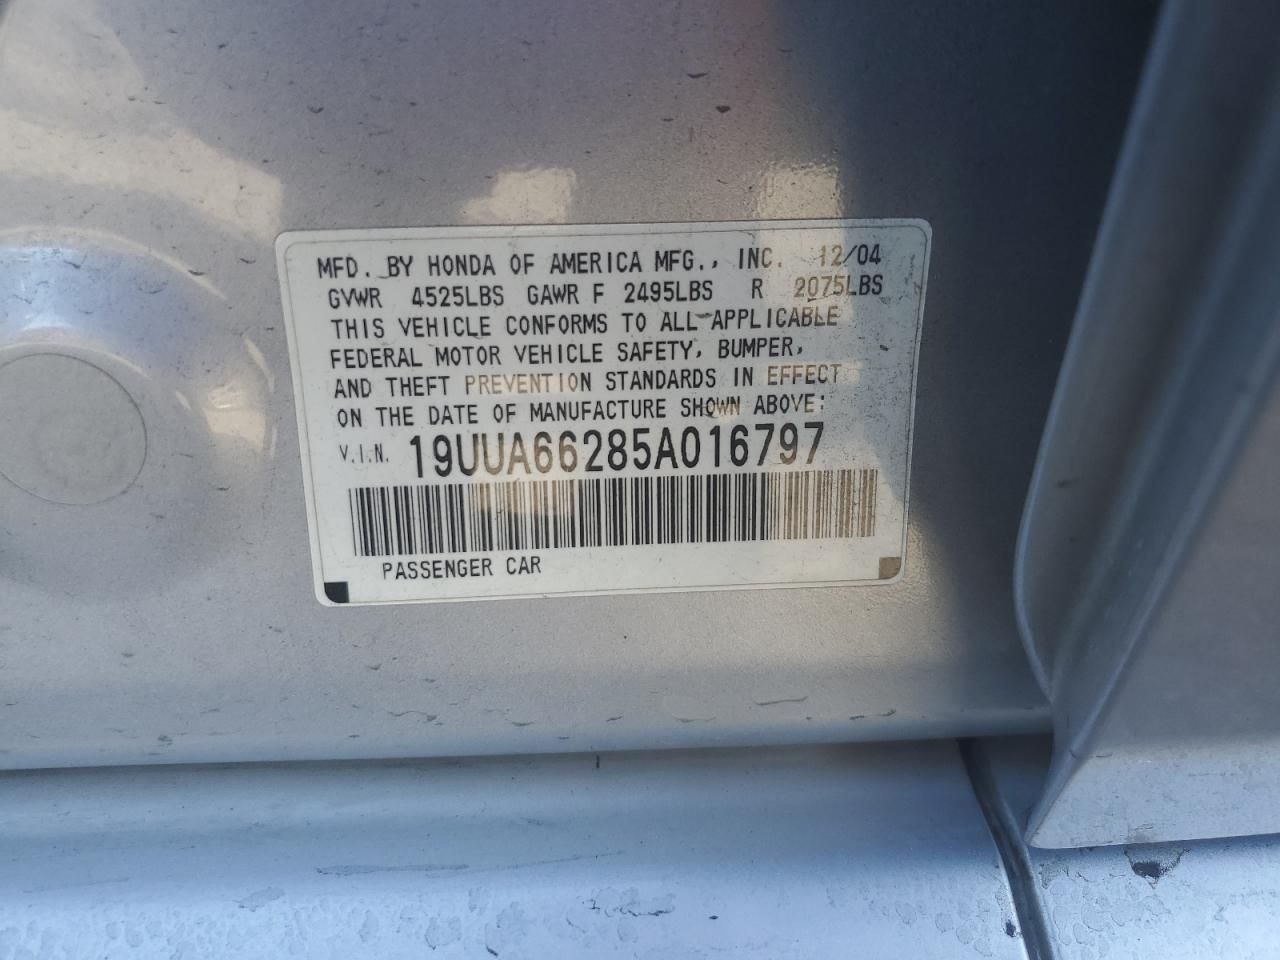 MFD. BY HONDA OF AMERICA MFG., INC. 12/04
GVWR 4525LBS GAWR F 2495LBS R 2075LBS
THIS VEHICLE CONFORMS TO ALL APPLICABLE
FEDERAL MOTOR VEHICLE SAFETY, BUMPER,
AND THEFT PREVENTION STANDARDS IN EFFECT
ON THE DATE OF MANUFACTURE SHOWN ABOVE:
V.I.N. 19UUA66285A016797
PASSENGER CAR